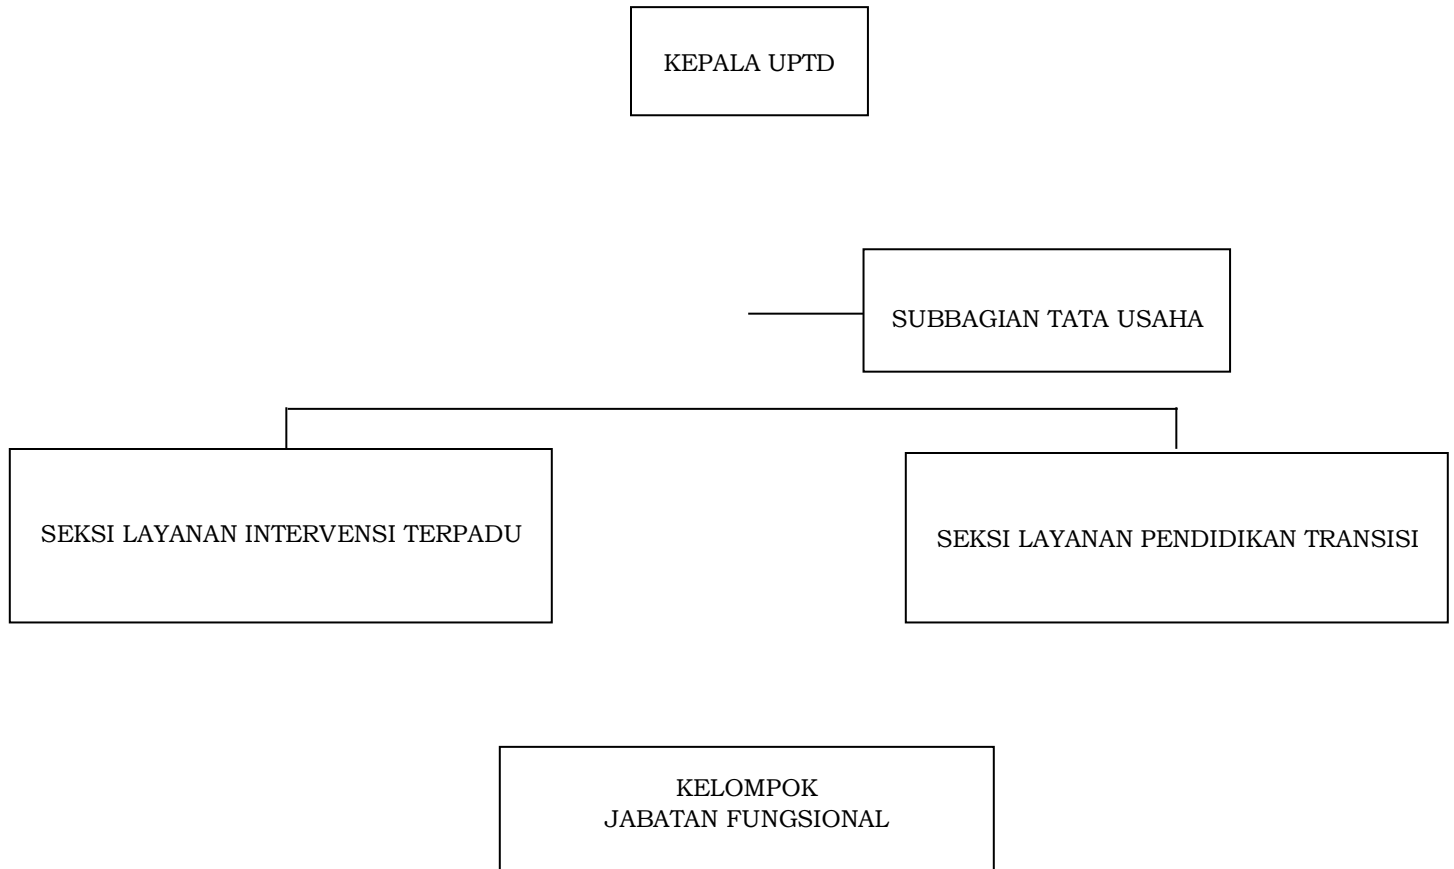 KEPALA UPTD
SUBBAGIAN TATA USAHA
SEKSI LAYANAN INTERVENSI TERPADU
SEKSI LAYANAN PENDIDIKAN TRANSISI
KELOMPOK
JABATAN FUNGSIONAL